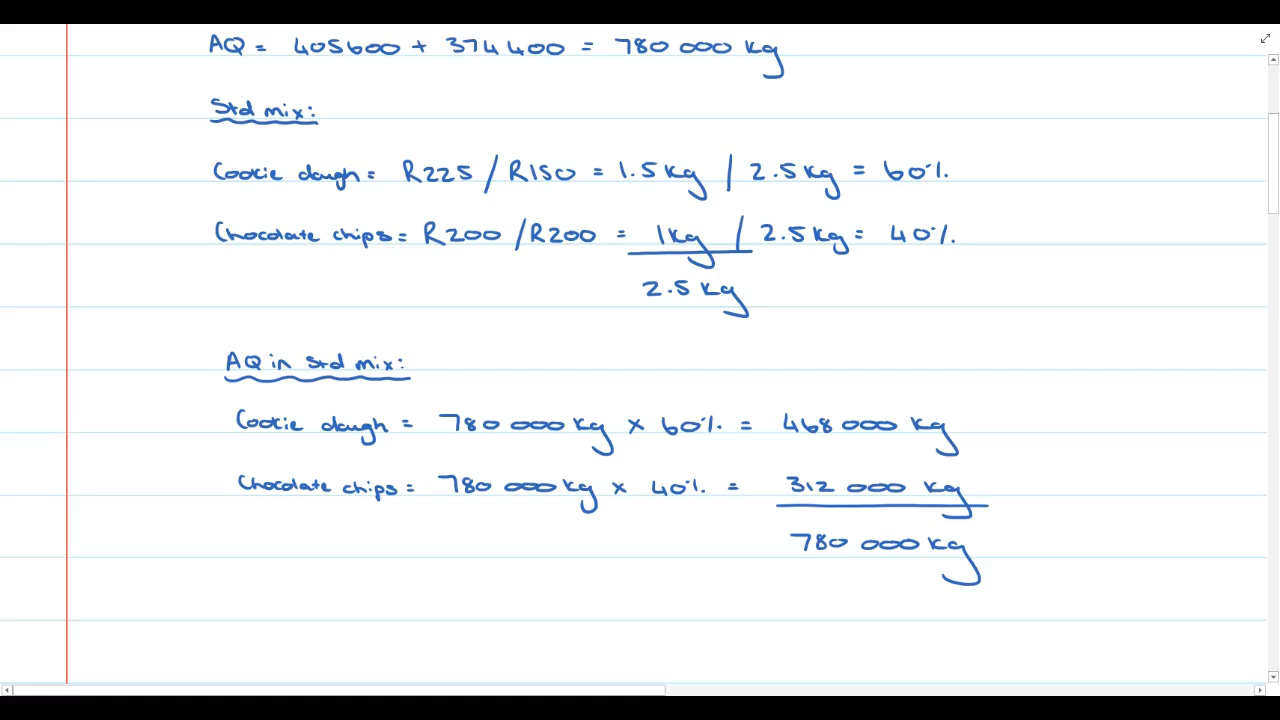 AQ = 405600 + 374400 = 780 000 kg
Std mix:
Cookie dough = R225 / R150 = 1.5 kg / 2.5 kg = 60%
Chocolate chips = R200 / R200 = 1 kg / 2.5 kg = 40%
2.5 kg
AQ in Std mix:
Cookie dough = 780 000 kg x 60% = 468 000 kg
Chocolate chips = 780 000 kg x 40% = 312 000 kg
780 000 kg